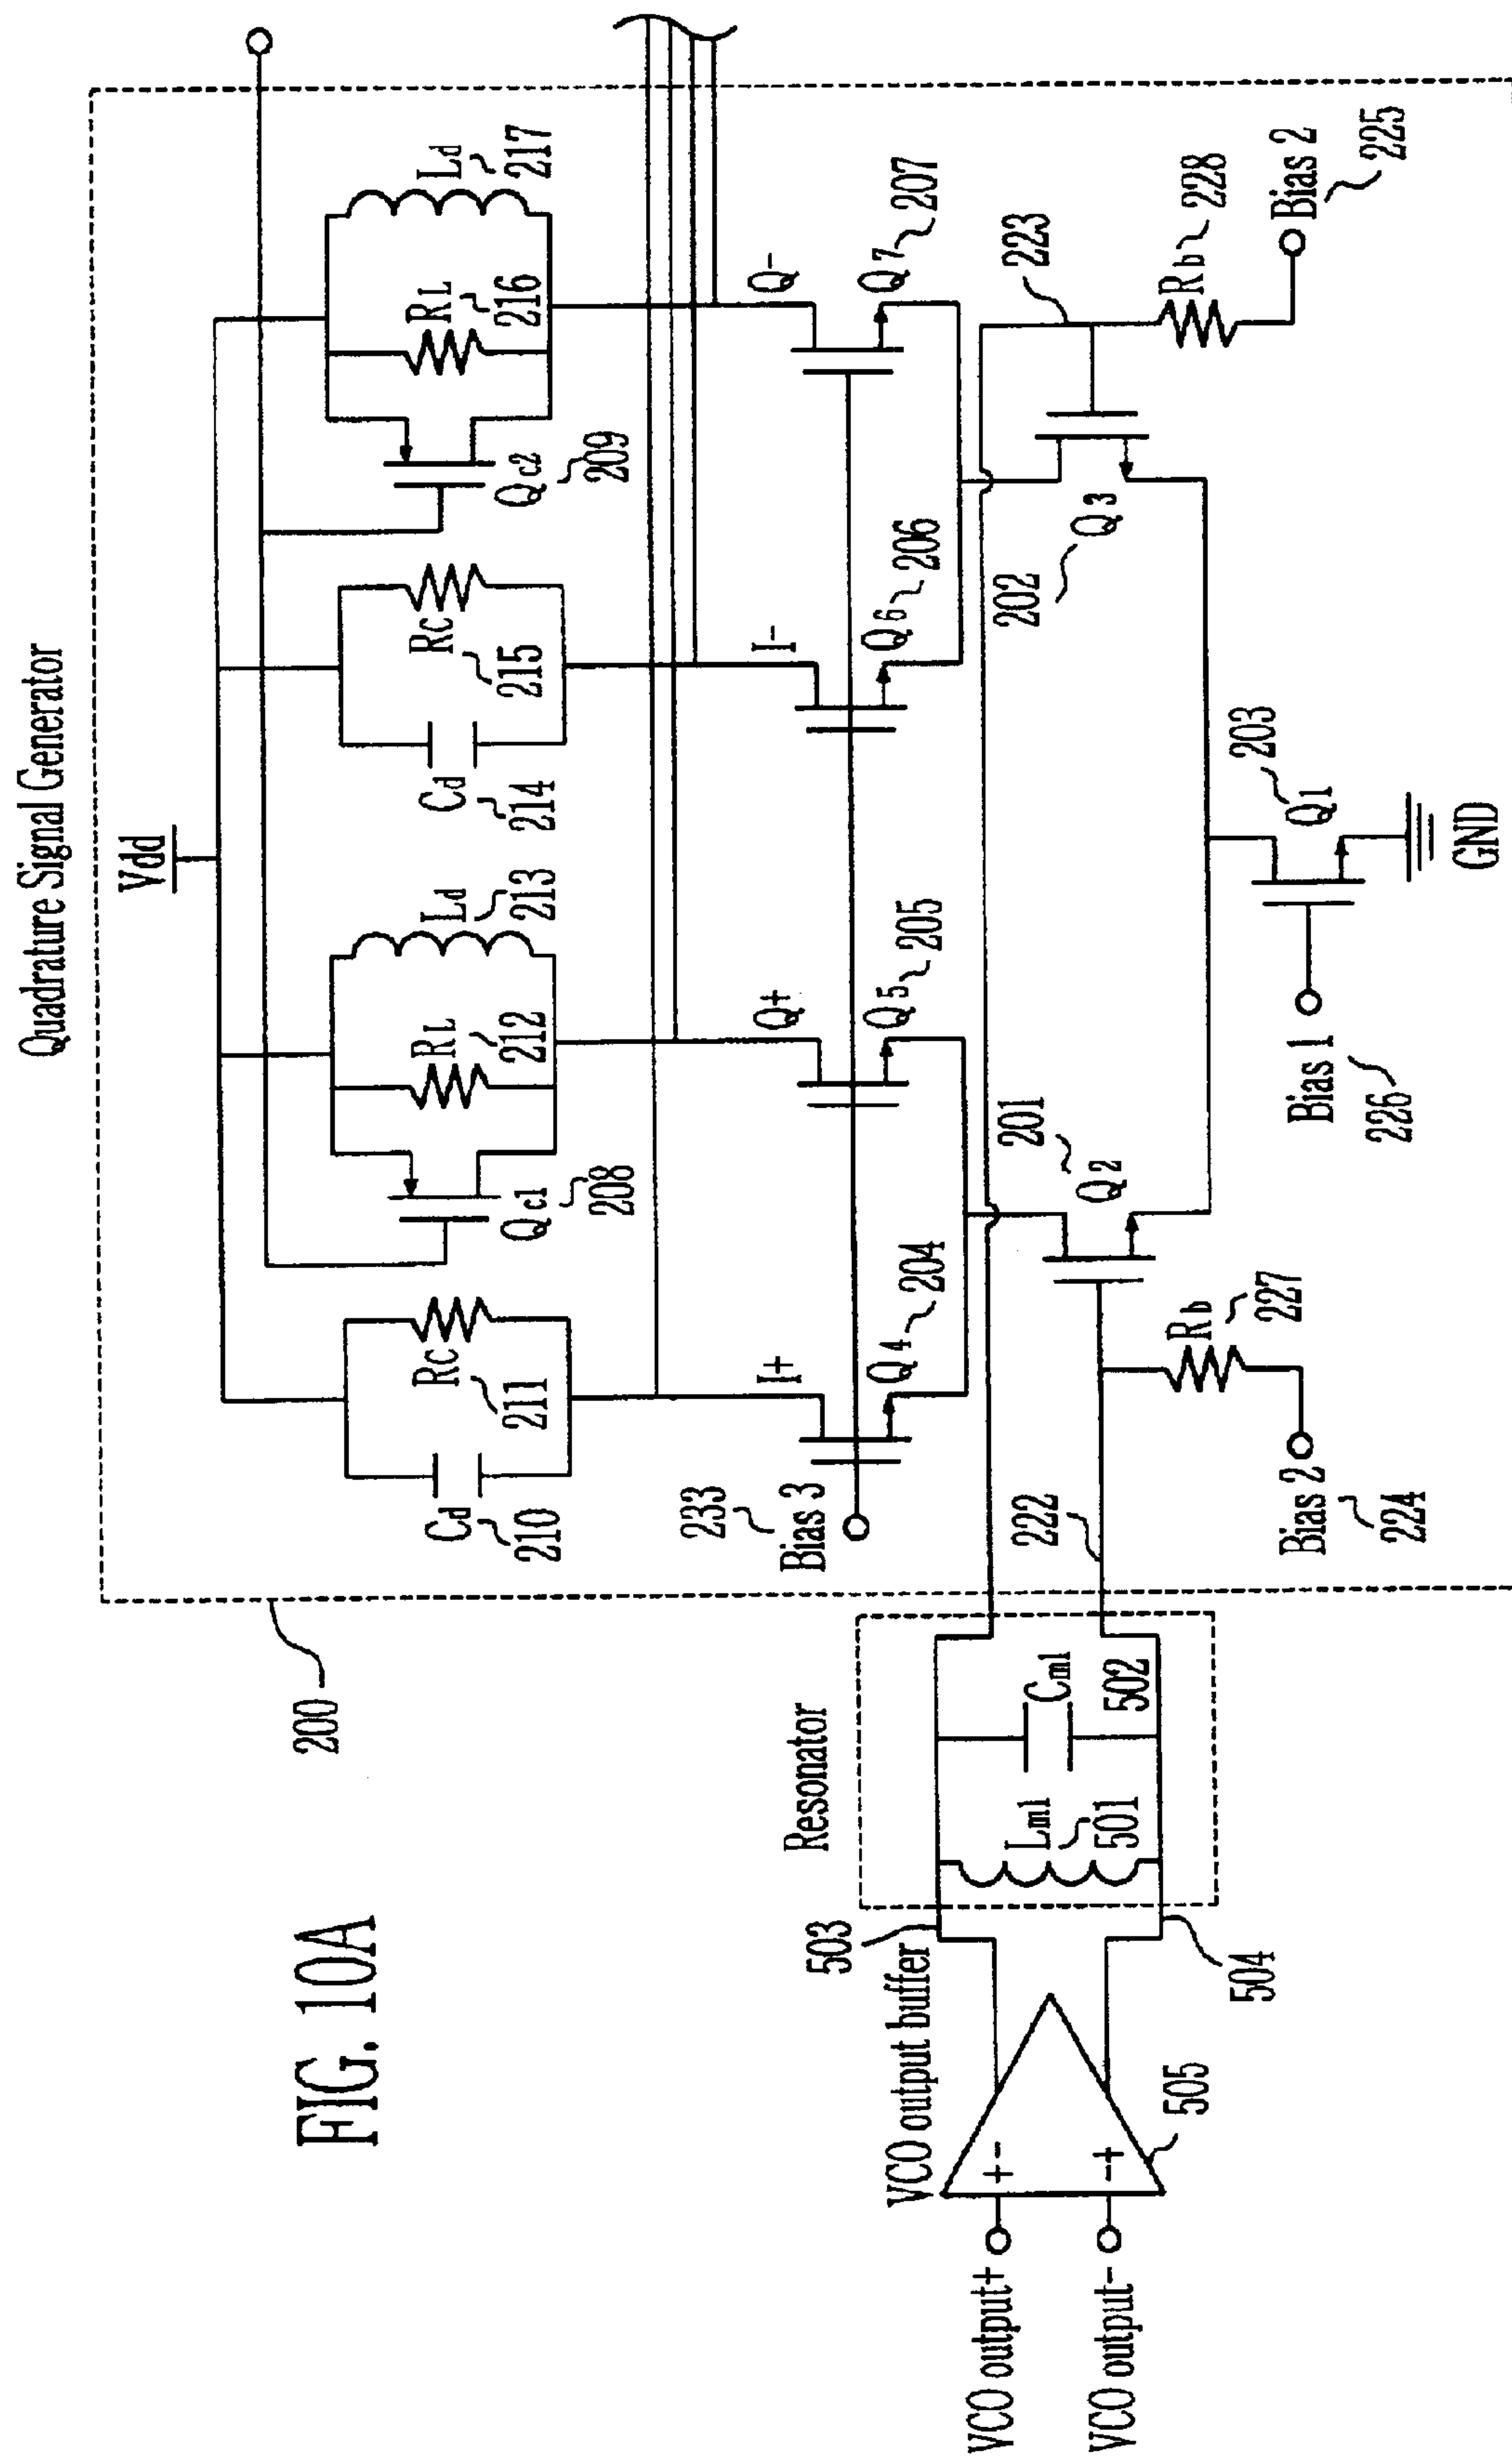 FIG. 10A
Quadrature Signal Generator
200
Vdd
Cd
210
Rc
211
Qc1
208
RL
212
Ld
213
Cd
214
Rc
215
Qc2
209
RL
216
Ld
217
I+
Q+
I-
Q-
233
Bias 3
Q4
204
Q5
205
Q6
206
Q7
207
VCO output buffer
503
Resonator
VCO output+
VCO output-
+-
-+
505
504
Lm1
501
Cm1
502
222
201
Q2
202
Q3
223
Rb
227
Bias 2
224
Bias 1
226
203
Q1
GND
Rb
228
Bias 2
225